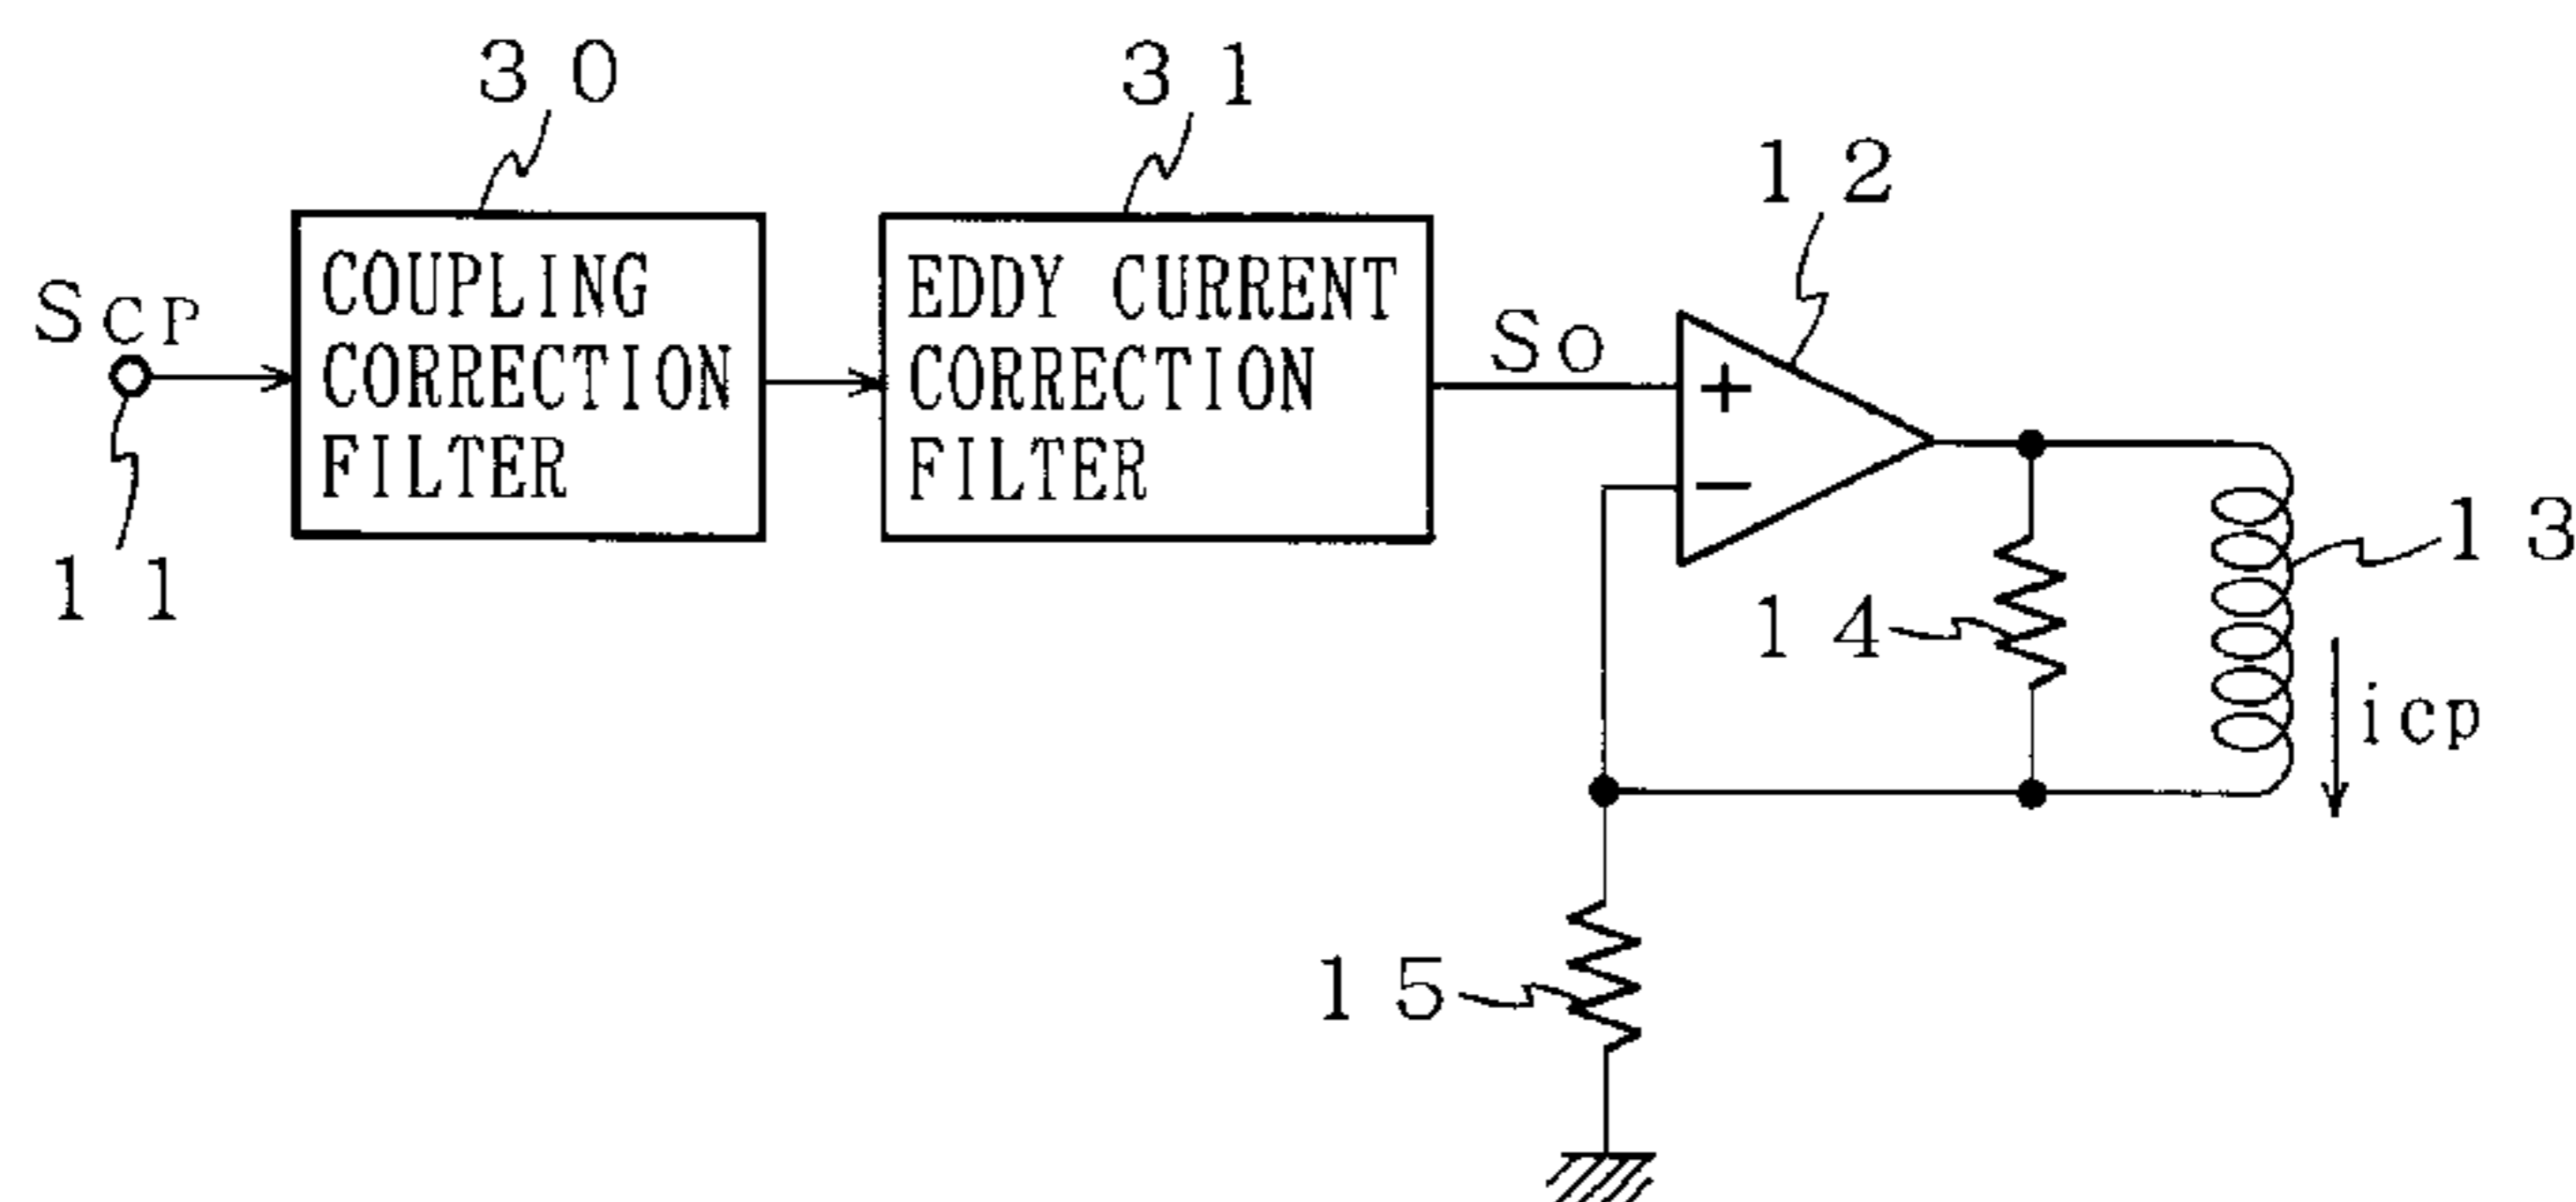 30
31
12
SCP
COUPLING
CORRECTION
FILTER
EDDY CURRENT
CORRECTION
FILTER
So
+
−
11
13
14
icp
15